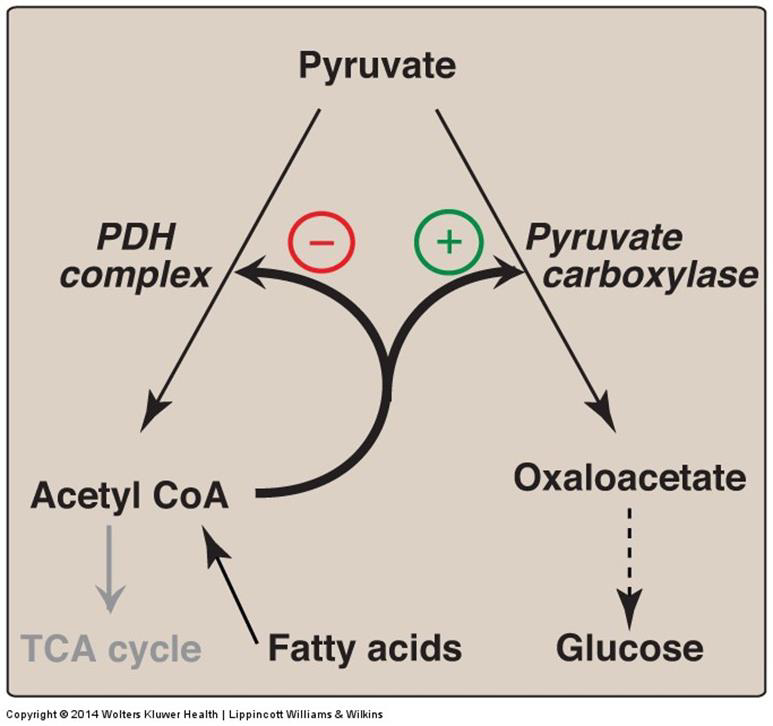 Pyruvate
PDH
complex
−
+
Pyruvate
carboxylase
Acetyl CoA
Oxaloacetate
TCA cycle
Fatty acids
Glucose
Copyright © 2014 Wolters Kluwer Health | Lippincott Williams & Wilkins